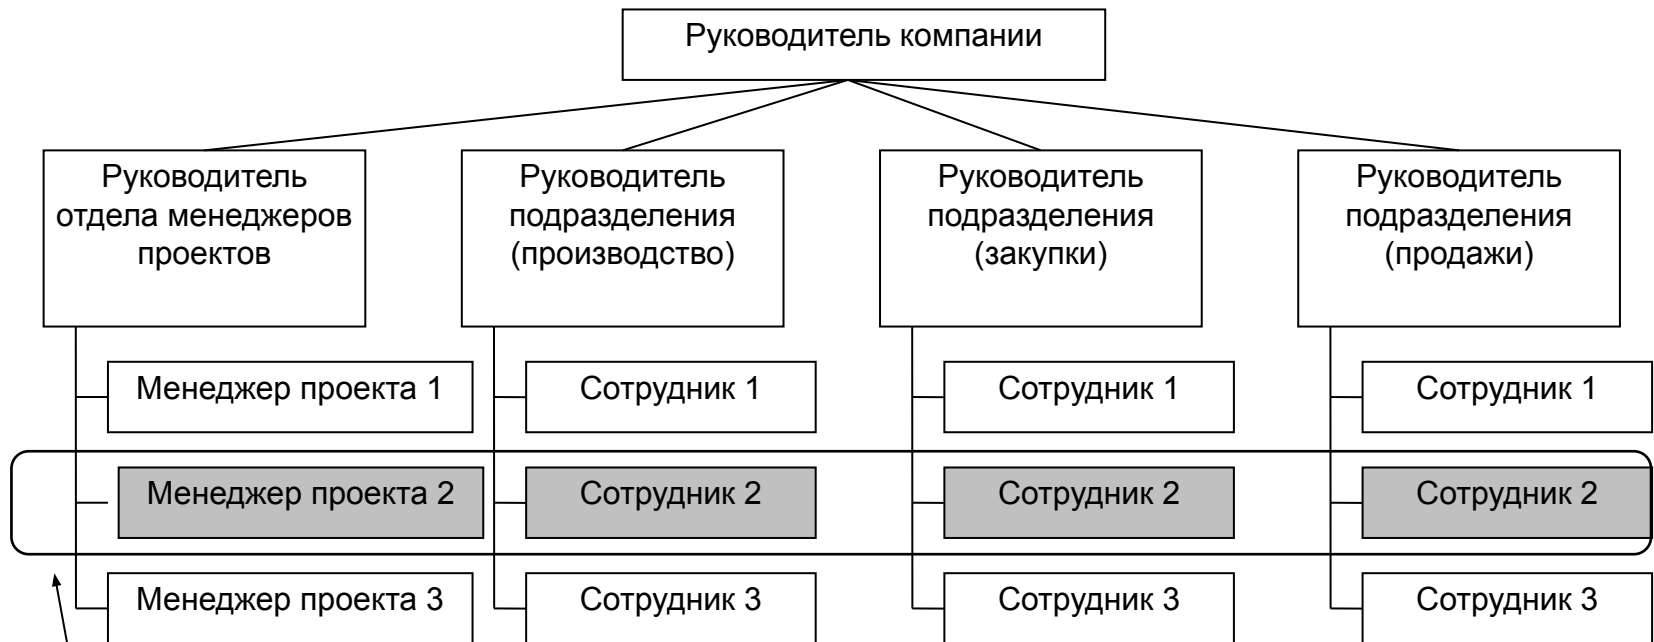 Руководитель компании
Руководитель
отдела менеджеров
проектов
Руководитель
подразделения
(производство)
Руководитель
подразделения
(закупки)
Руководитель
подразделения
(продажи)
Менеджер проекта 1
Сотрудник 1
Сотрудник 1
Сотрудник 1
Менеджер проекта 2
Сотрудник 2
Сотрудник 2
Сотрудник 2
Менеджер проекта 3
Сотрудник 3
Сотрудник 3
Сотрудник 3